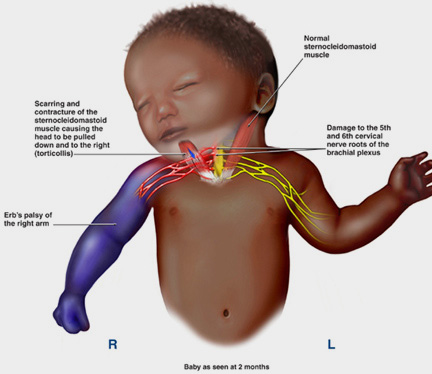 Normal
sternocleidomastoid
muscle
Scarring and
contracture of the
sternocleidomastoid
muscle causing the
head to be pulled
down and to the right
(torticollis)
Damage to the 5th
and 6th cervical
nerve roots of the
brachial plexus
Erb's palsy of
the right arm
R
L
Baby as seen at 2 months